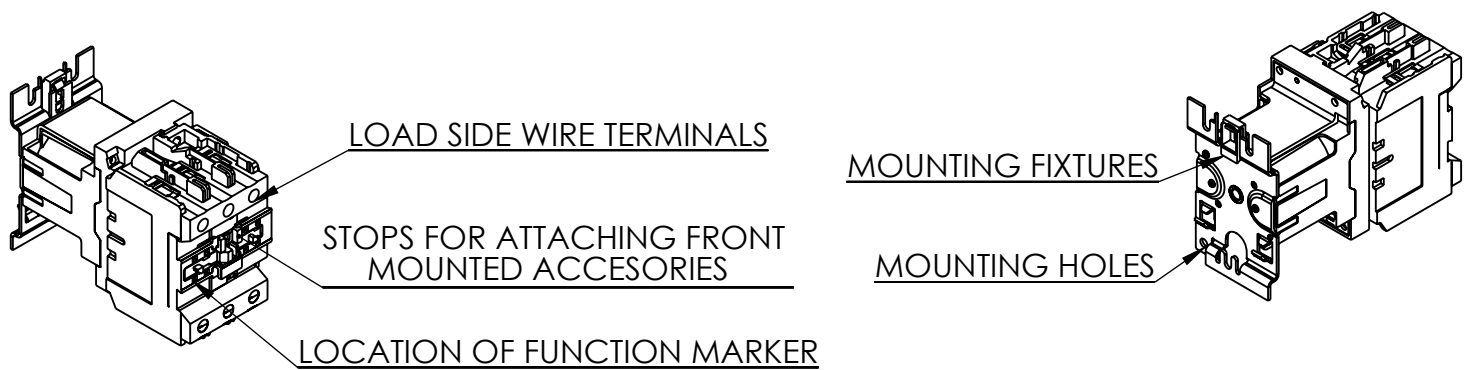 LOAD SIDE WIRE TERMINALS
STOPS FOR ATTACHING FRONT
MOUNTED ACCESORIES
LOCATION OF FUNCTION MARKER
MOUNTING FIXTURES
MOUNTING HOLES